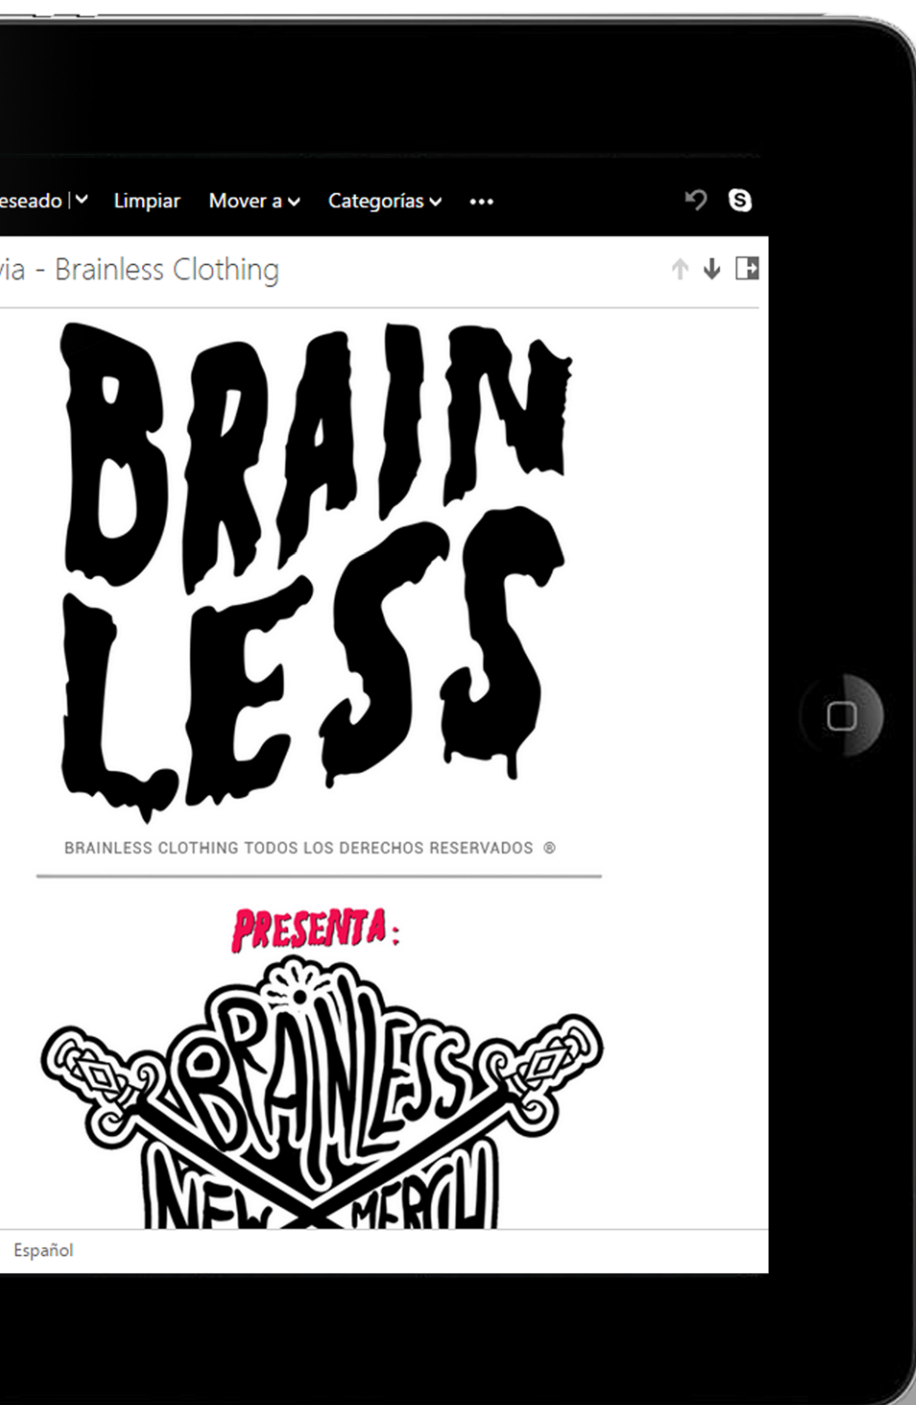 eseado Limpiar Mover a Categorías ...
via - Brainless Clothing
BRAIN
LESS
BRAINLESS CLOTHING TODOS LOS DERECHOS RESERVADOS ®
PRESENTA:
BRAINLESS
NEW MERCH
Español